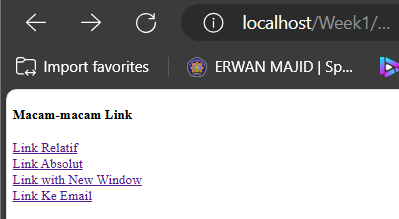 localhost/Week1/...
Import favorites
ERWAN MAJID | Sp...
Macam-macam Link
Link Relatif
Link Absolut
Link with New Window
Link Ke Email